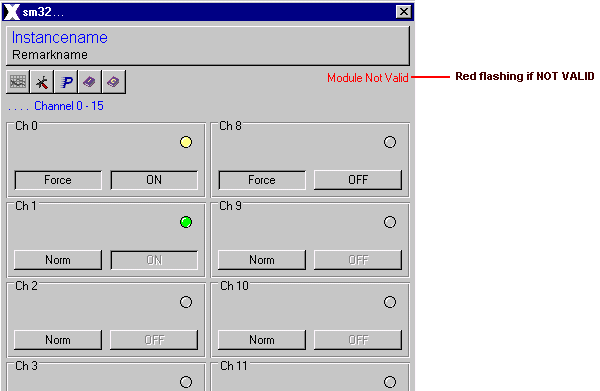 sm32...
Instancename
Remarkname
Module Not Valid
Red flashing if NOT VALID
. . . . Channel 0 - 15
Ch 0
Ch 8
Force
ON
Force
OFF
Ch 1
Ch 9
Norm
ON
Norm
OFF
Ch 2
Ch 10
Norm
OFF
Norm
OFF
Ch 3
Ch 11